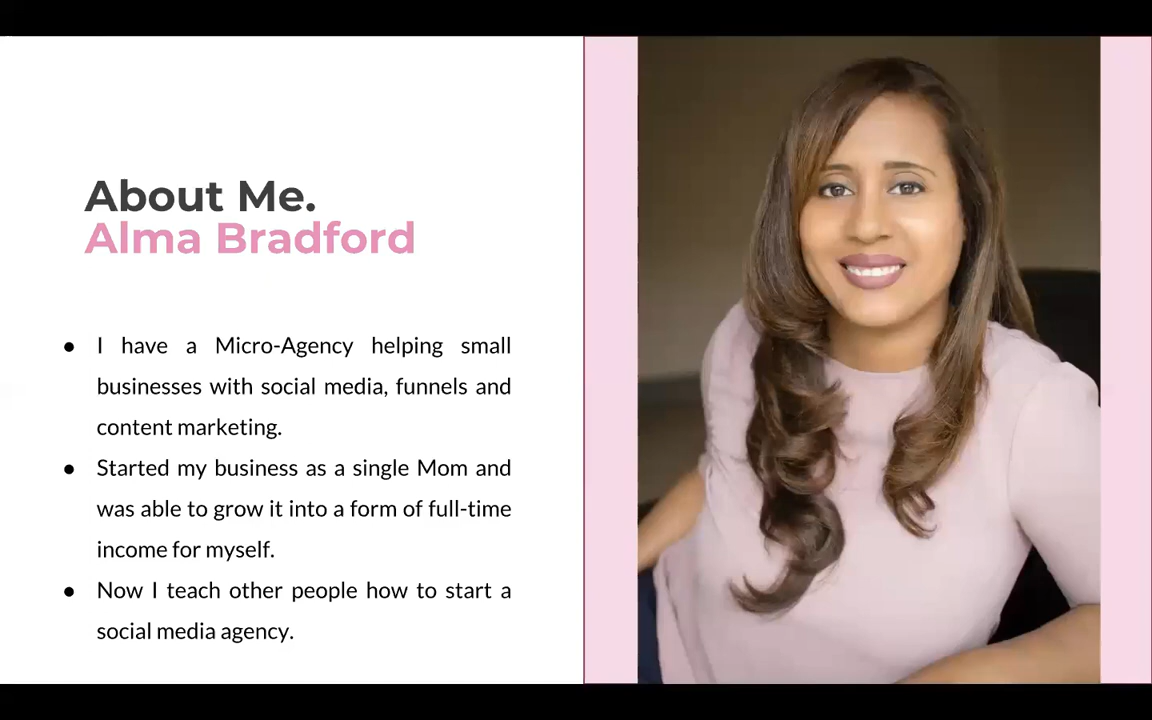 About Me.
Alma Bradford
● I have a Micro-Agency helping small
businesses with social media, funnels and
content marketing.
● Started my business as a single Mom and
was able to grow it into a form of full-time
income for myself.
● Now I teach other people how to start a
social media agency.